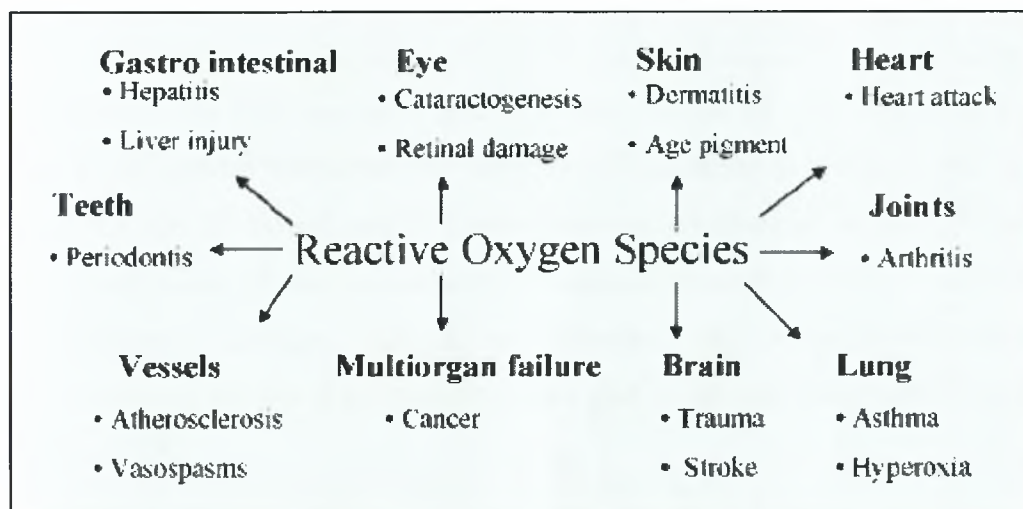 Gastro intestinal
• Hepatitis
• Liver injury
Eye
• Cataractogenesis
• Retinal damage
Skin
• Dermatitis
• Age pigment
Heart
• Heart attack
Teeth
• Periodontis
Reactive Oxygen Species
Joints
• Arthritis
Vessels
• Atherosclerosis
• Vasospasms
Multiorgan failure
• Cancer
Brain
• Trauma
• Stroke
Lung
• Asthma
• Hyperoxia